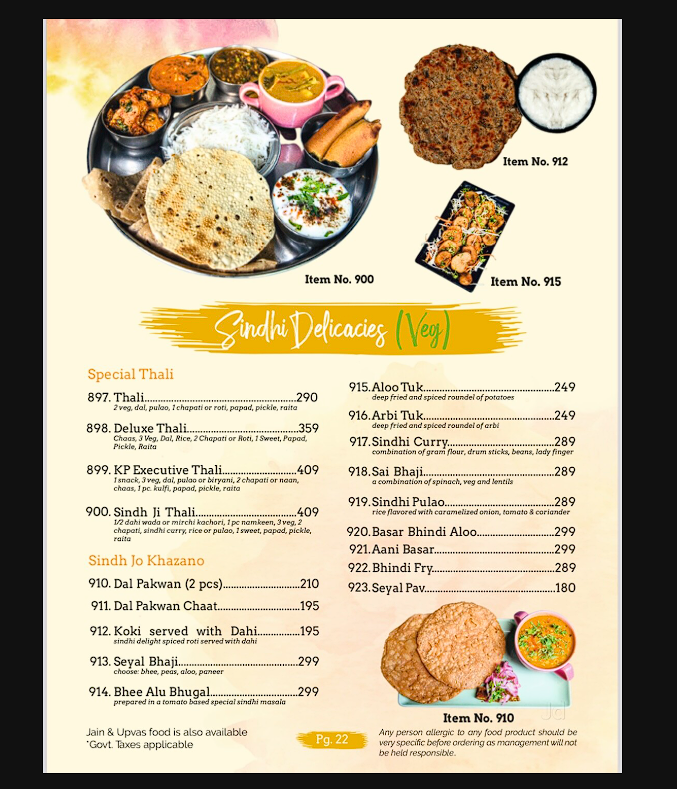 Item No. 912
Item No. 900
Item No. 915
Sindhi Delicacies (Veg)
Special Thali
897. Thali...............................290
2 veg, dal, pulao, 1 chapati or roti, papad, pickle, raita
898. Deluxe Thali......................359
Chaas, 3 Veg, Dal, Rice, 2 Chapati or Roti, 1 Sweet, Papad,
Pickle, Raita
899. KP Executive Thali...............409
1 snack, 3 veg, dal, pulao or biryani, 2 chapati or naan,
chaas, 1 pc. kulfi, papad, pickle, raita
900. Sindh Ji Thali.....................409
1/2 dahi wada or mirchi kachori, 1 pc namkeen, 3 veg, 2
chapati, sindhi curry, rice or pulao, 1 sweet, papad, pickle,
raita
Sindh Jo Khazano
910. Dal Pakwan (2 pcs)...............210
911. Dal Pakwan Chaat.................195
912. Koki served with Dahi............195
sindhi delight spiced roti served with dahi
913. Seyal Bhaji.........................299
choose: bhee, peas, aloo, paneer
914. Bhee Alu Bhugal..................299
prepared in a tomato based special sindhi masala
915. Aloo Tuk............................249
deep fried and spiced roundel of potatoes
916. Arbi Tuk............................249
deep fried and spiced roundel of arbi
917. Sindhi Curry.......................289
combination of gram flour, drum sticks, beans, lady finger
918. Sai Bhaji............................289
a combination of spinach, veg and lentils
919. Sindhi Pulao.......................289
rice flavored with caramelized onion, tomato & coriander
920. Basar Bhindi Aloo................299
921. Aani Basar..........................299
922. Bhindi Fry..........................289
923. Seyal Pav...........................180
Item No. 910
Jd
Jain & Upvas food is also available
*Govt. Taxes applicable
Pg. 22
Any person allergic to any food product should be
very specific before ordering as management will not
be held responsible.